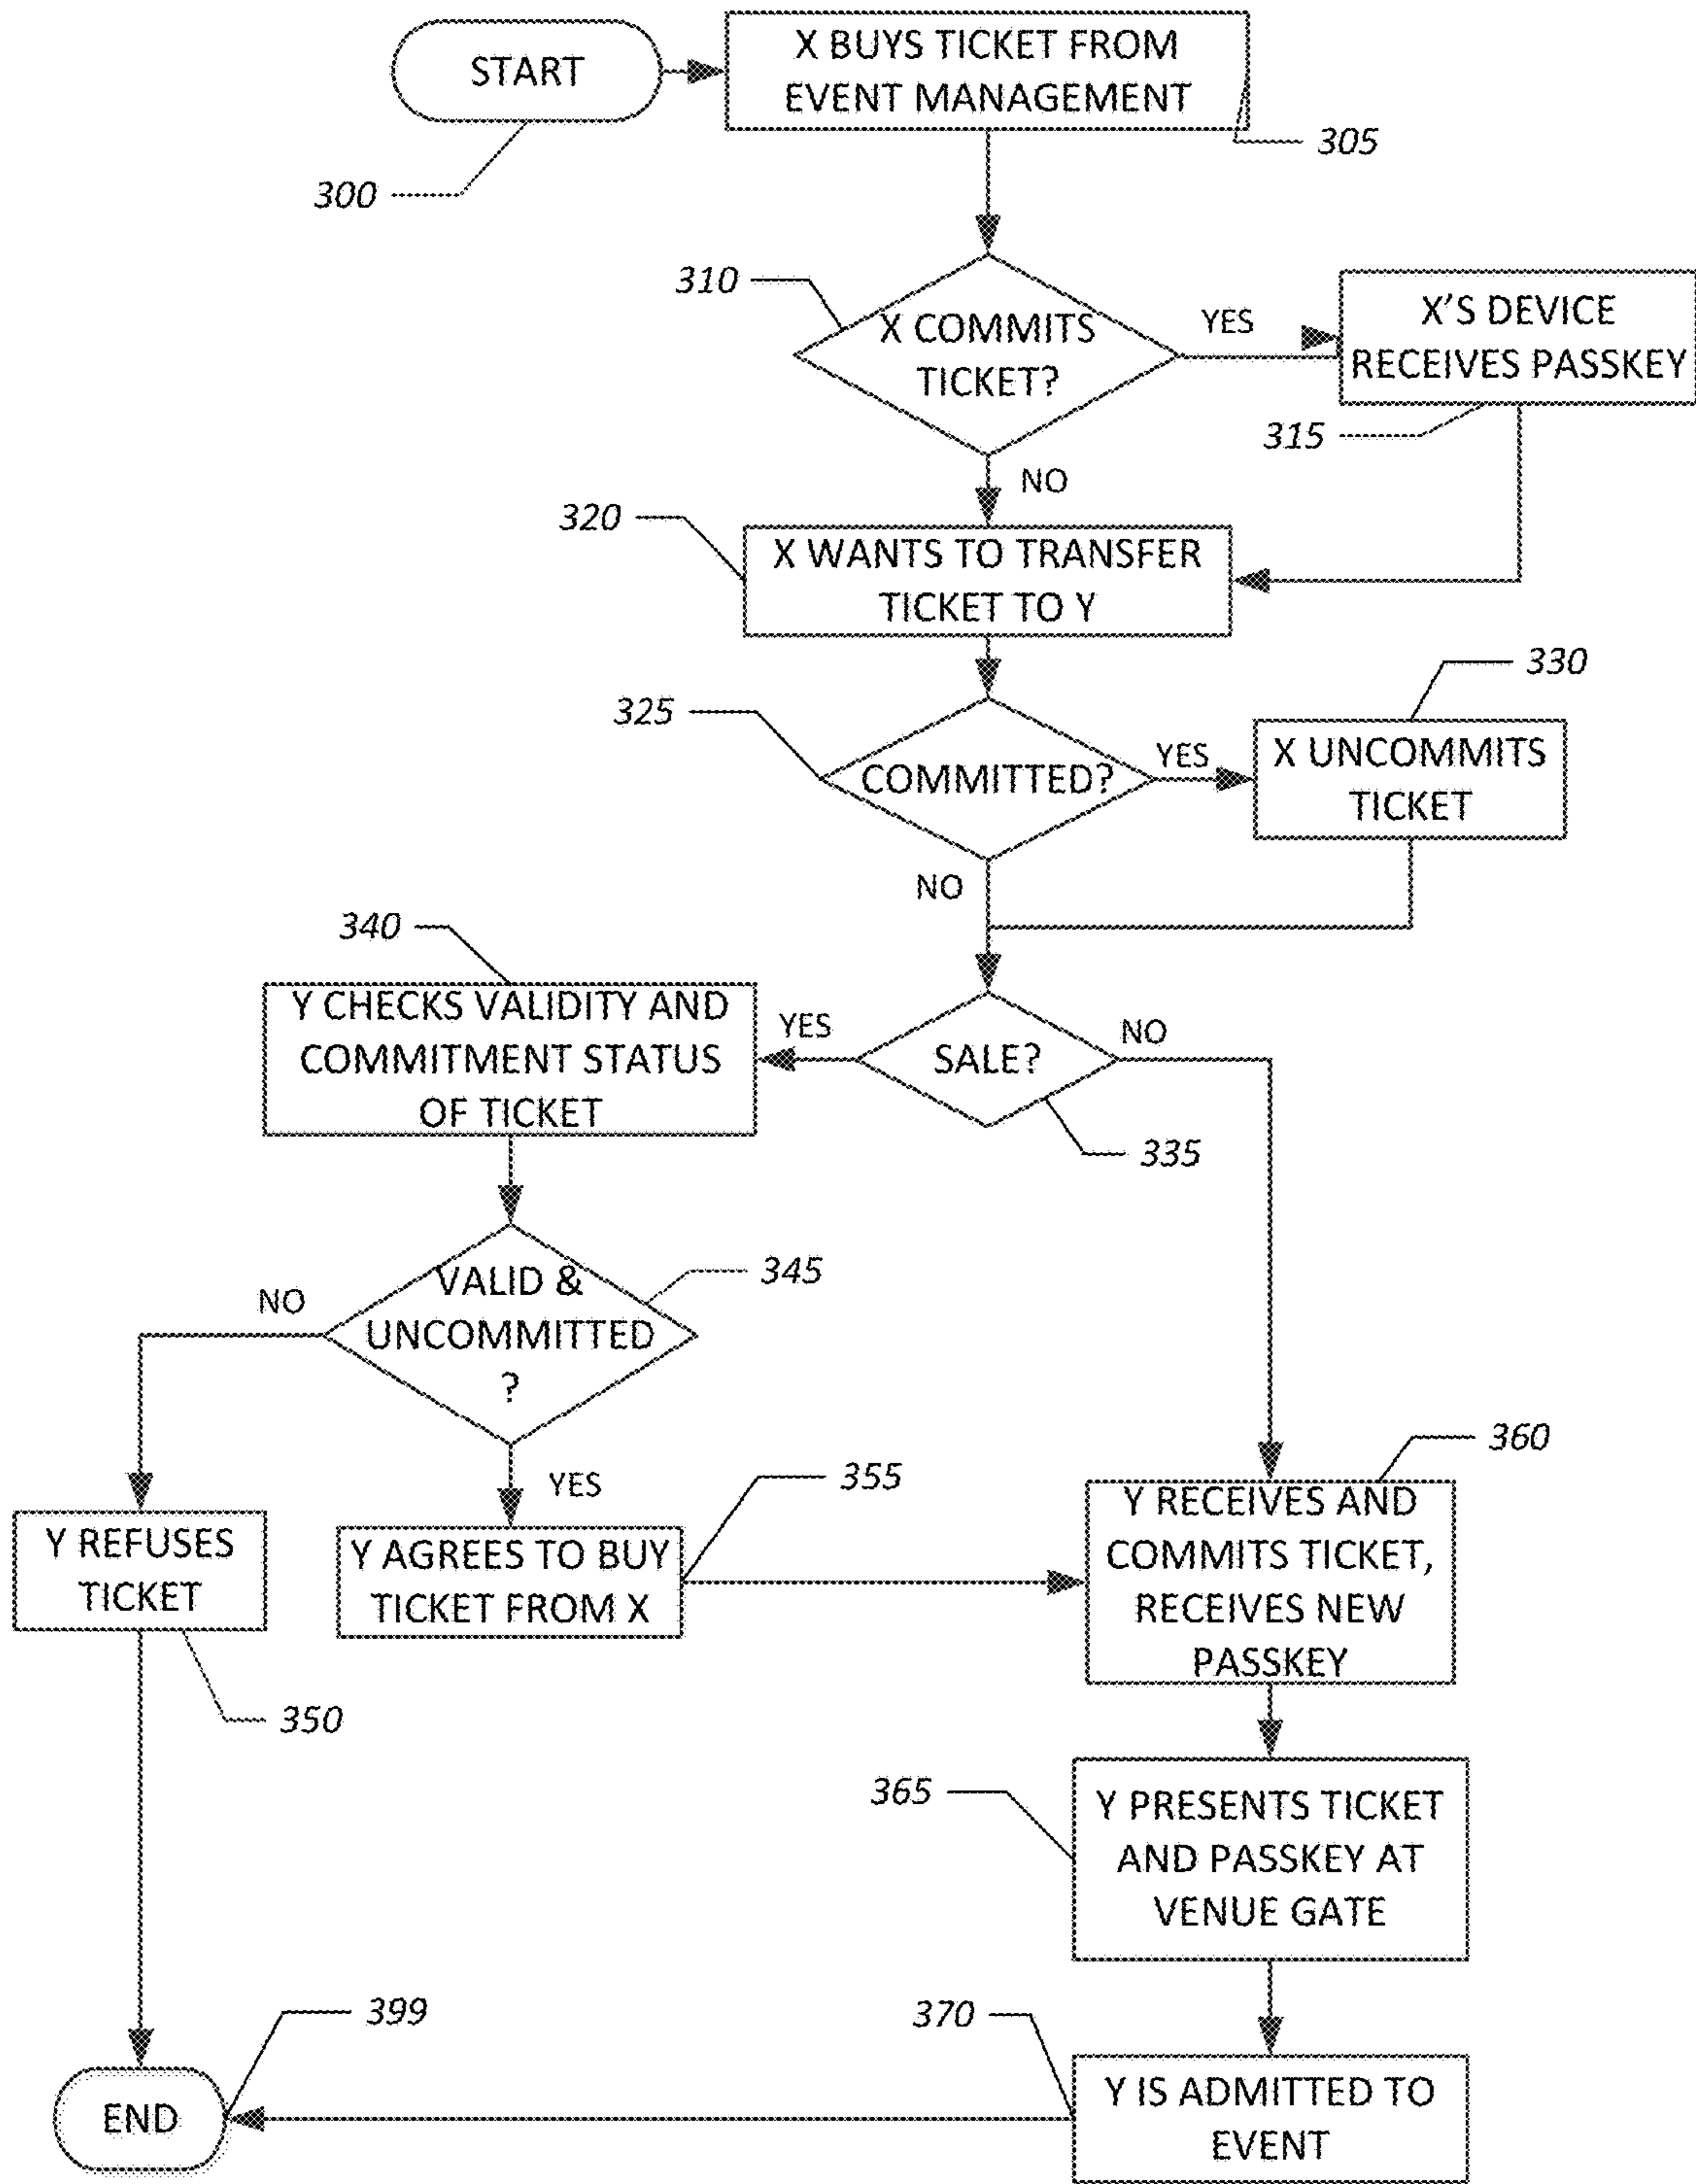 START
X BUYS TICKET FROM
EVENT MANAGEMENT
305
300
310
X COMMITS
TICKET?
YES
X'S DEVICE
RECEIVES PASSKEY
315
NO
320
X WANTS TO TRANSFER
TICKET TO Y
330
325
COMMITTED?
YES
X UNCOMMITS
TICKET
NO
340
Y CHECKS VALIDITY AND
COMMITMENT STATUS
OF TICKET
YES
SALE?
NO
335
345
VALID &
UNCOMMITTED
?
NO
YES
355
360
Y REFUSES
TICKET
Y AGREES TO BUY
TICKET FROM X
Y RECEIVES AND
COMMITS TICKET,
RECEIVES NEW
PASSKEY
350
365
Y PRESENTS TICKET
AND PASSKEY AT
VENUE GATE
399
370
END
Y IS ADMITTED TO
EVENT